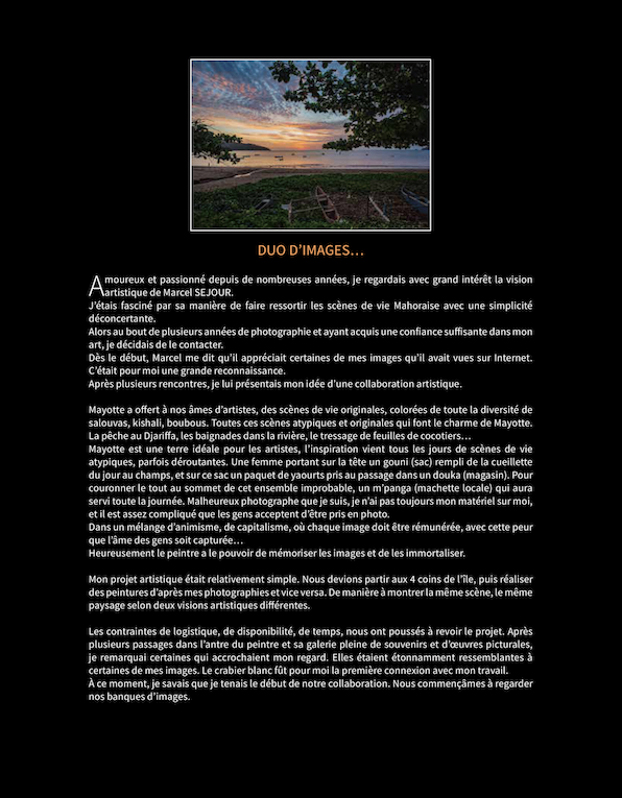 DUO D’IMAGES…
Amoureux et passionné depuis de nombreuses années, je regardais avec grand intérêt la vision
artistique de Marcel SEJOUR.
J’étais fasciné par sa manière de faire ressortir les scènes de vie Mahoraise avec une simplicité
déconcertante.
Alors au bout de plusieurs années de photographie et ayant acquis une confiance suffisante dans mon
art, je décidais de le contacter.
Dès le début, Marcel me dit qu’il appréciait certaines de mes images qu’il avait vues sur Internet.
C’était pour moi une grande reconnaissance.
Après plusieurs rencontres, je lui présentais mon idée d’une collaboration artistique.
Mayotte a offert à nos âmes d’artistes, des scènes de vie originales, colorées de toute la diversité de
salouvas, kishali, boubous. Toutes ces scènes atypiques et originales qui font le charme de Mayotte.
La pêche au Djariffa, les baignades dans la rivière, le tressage de feuilles de cocotiers…
Mayotte est une terre idéale pour les artistes, l’inspiration vient tous les jours de scènes de vie
atypiques, parfois déroutantes. Une femme portant sur la tête un gouni (sac) rempli de la cueillette
du jour au champs, et sur ce sac un paquet de yaourts pris au passage dans un douka (magasin). Pour
couronner le tout au sommet de cet ensemble improbable, un m’panga (machette locale) qui aura
servi toute la journée. Malheureux photographe que je suis, je n’ai pas toujours mon matériel sur moi,
et il est assez compliqué que les gens acceptent d’être pris en photo.
Dans un mélange d’animisme, de capitalisme, où chaque image doit être rémunérée, avec cette peur
que l’âme des gens soit capturée…
Heureusement le peintre a le pouvoir de mémoriser les images et de les immortaliser.
Mon projet artistique était relativement simple. Nous devions partir aux 4 coins de l’île, puis réaliser
des peintures d’après mes photographies et vice versa. De manière à montrer la même scène, le même
paysage selon deux visions artistiques différentes.
Les contraintes de logistique, de disponibilité, de temps, nous ont poussés à revoir le projet. Après
plusieurs passages dans l’antre du peintre et sa galerie pleine de souvenirs et d’œuvres picturales,
je remarquai certaines qui accrochaient mon regard. Elles étaient étonnamment ressemblantes à
certaines de mes images. Le crabier blanc fût pour moi la première connexion avec mon travail.
À ce moment, je savais que je tenais le début de notre collaboration. Nous commençâmes à regarder
nos banques d’images.